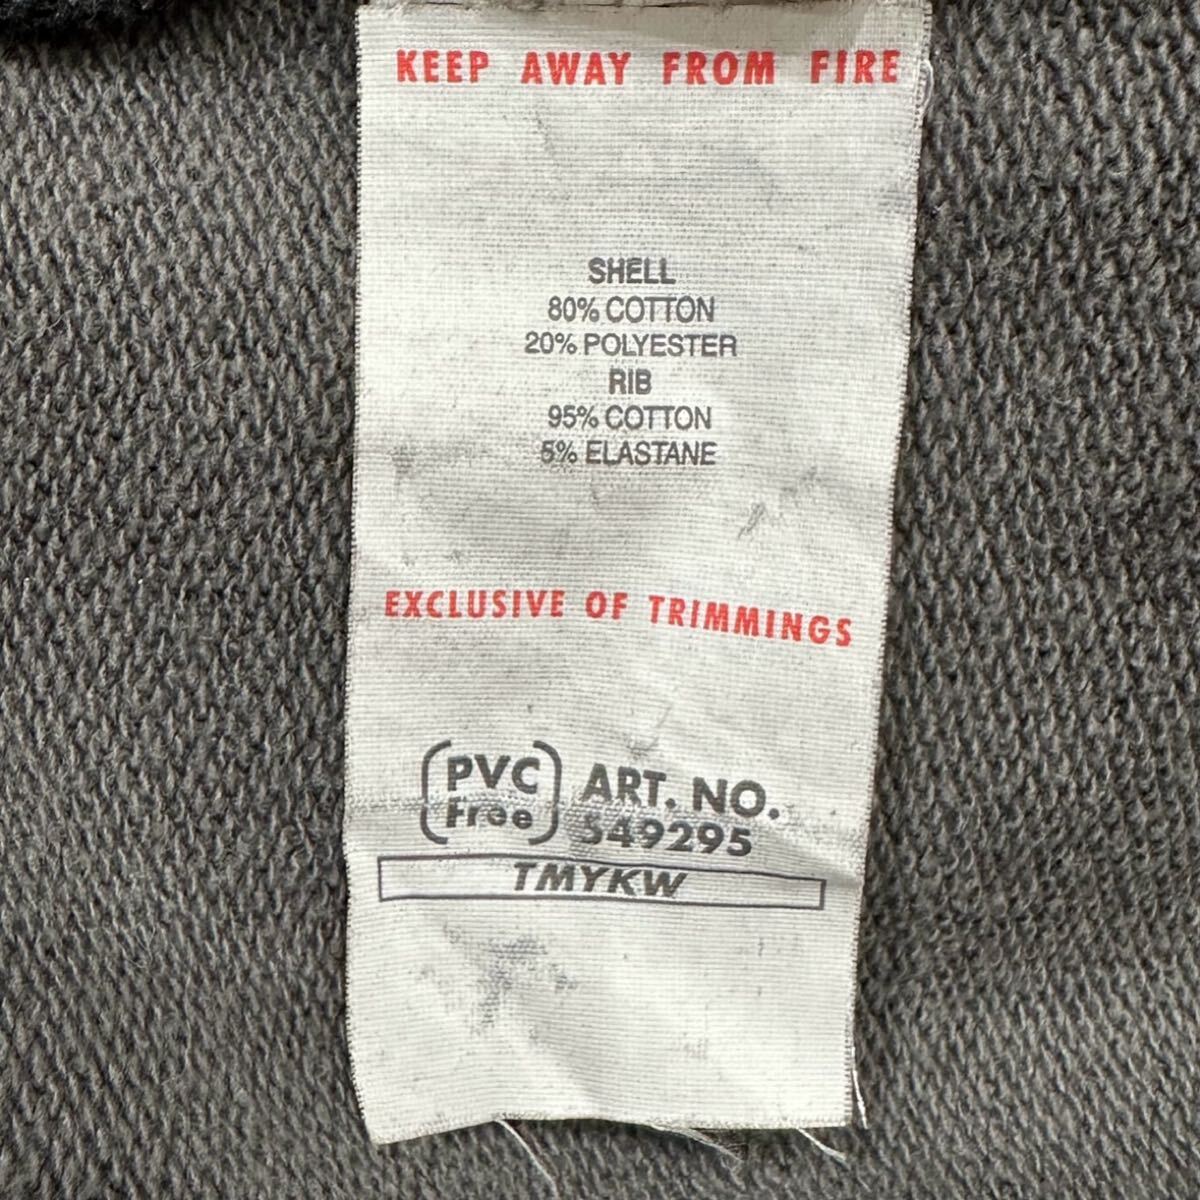 KEEP AWAY FROM FIRE
SHELL
80% COTTON
20% POLYESTER
RIB
95% COTTON
5% ELASTANE
EXCLUSIVE OF TRIMMINGS
PVC
Free
ART. NO.
549295
TMYKW